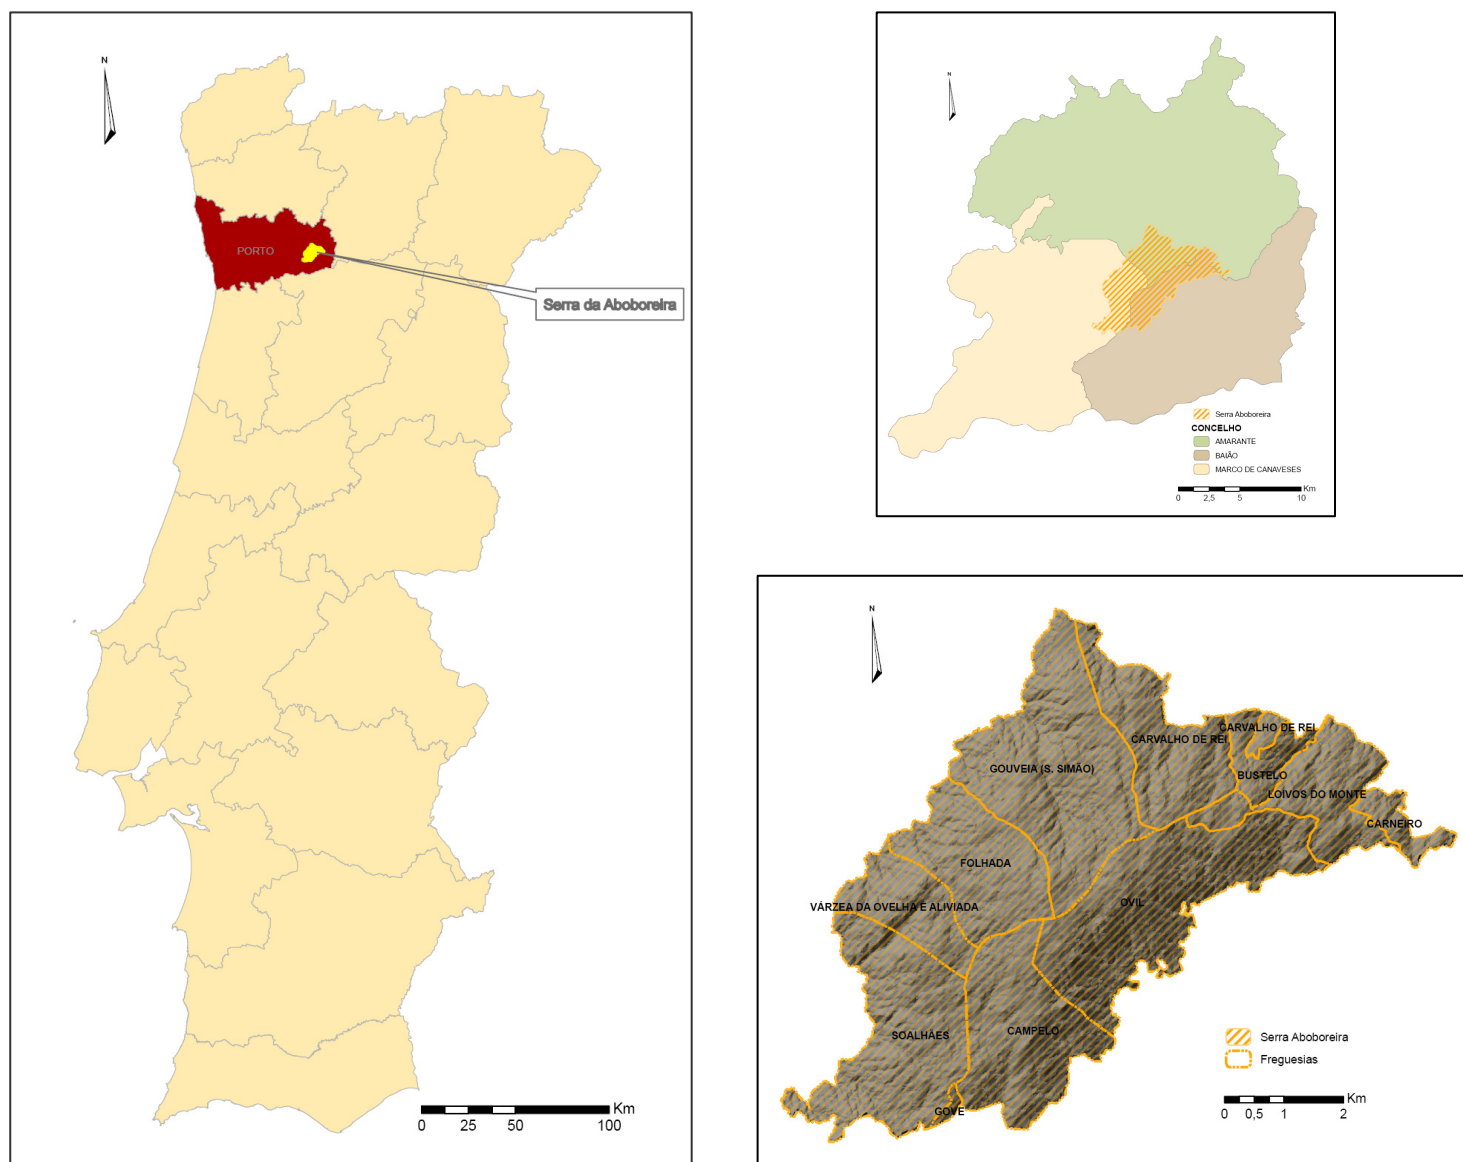 N
PORTO
Serra da Aboboreira
Km
0 25 50 100
N
Serra Aboboreira
CONCELHO
AMARANTE
BAIÃO
MARCO DE CANAVESES
Km
0 2,5 5 10
N
CARVALHO DE REI
CARVALHO DE REI
GOUVEIA (S. SIMÃO)
BUSTELO
LOIVOS DO MONTE
CARNEIRO
FOLHADA
OVIL
VÁRZEA DA OVELHA E ALIVIADA
SOALHÃES
CAMPELO
GOVE
Serra Aboboreira
Freguesias
Km
0 0,5 1 2